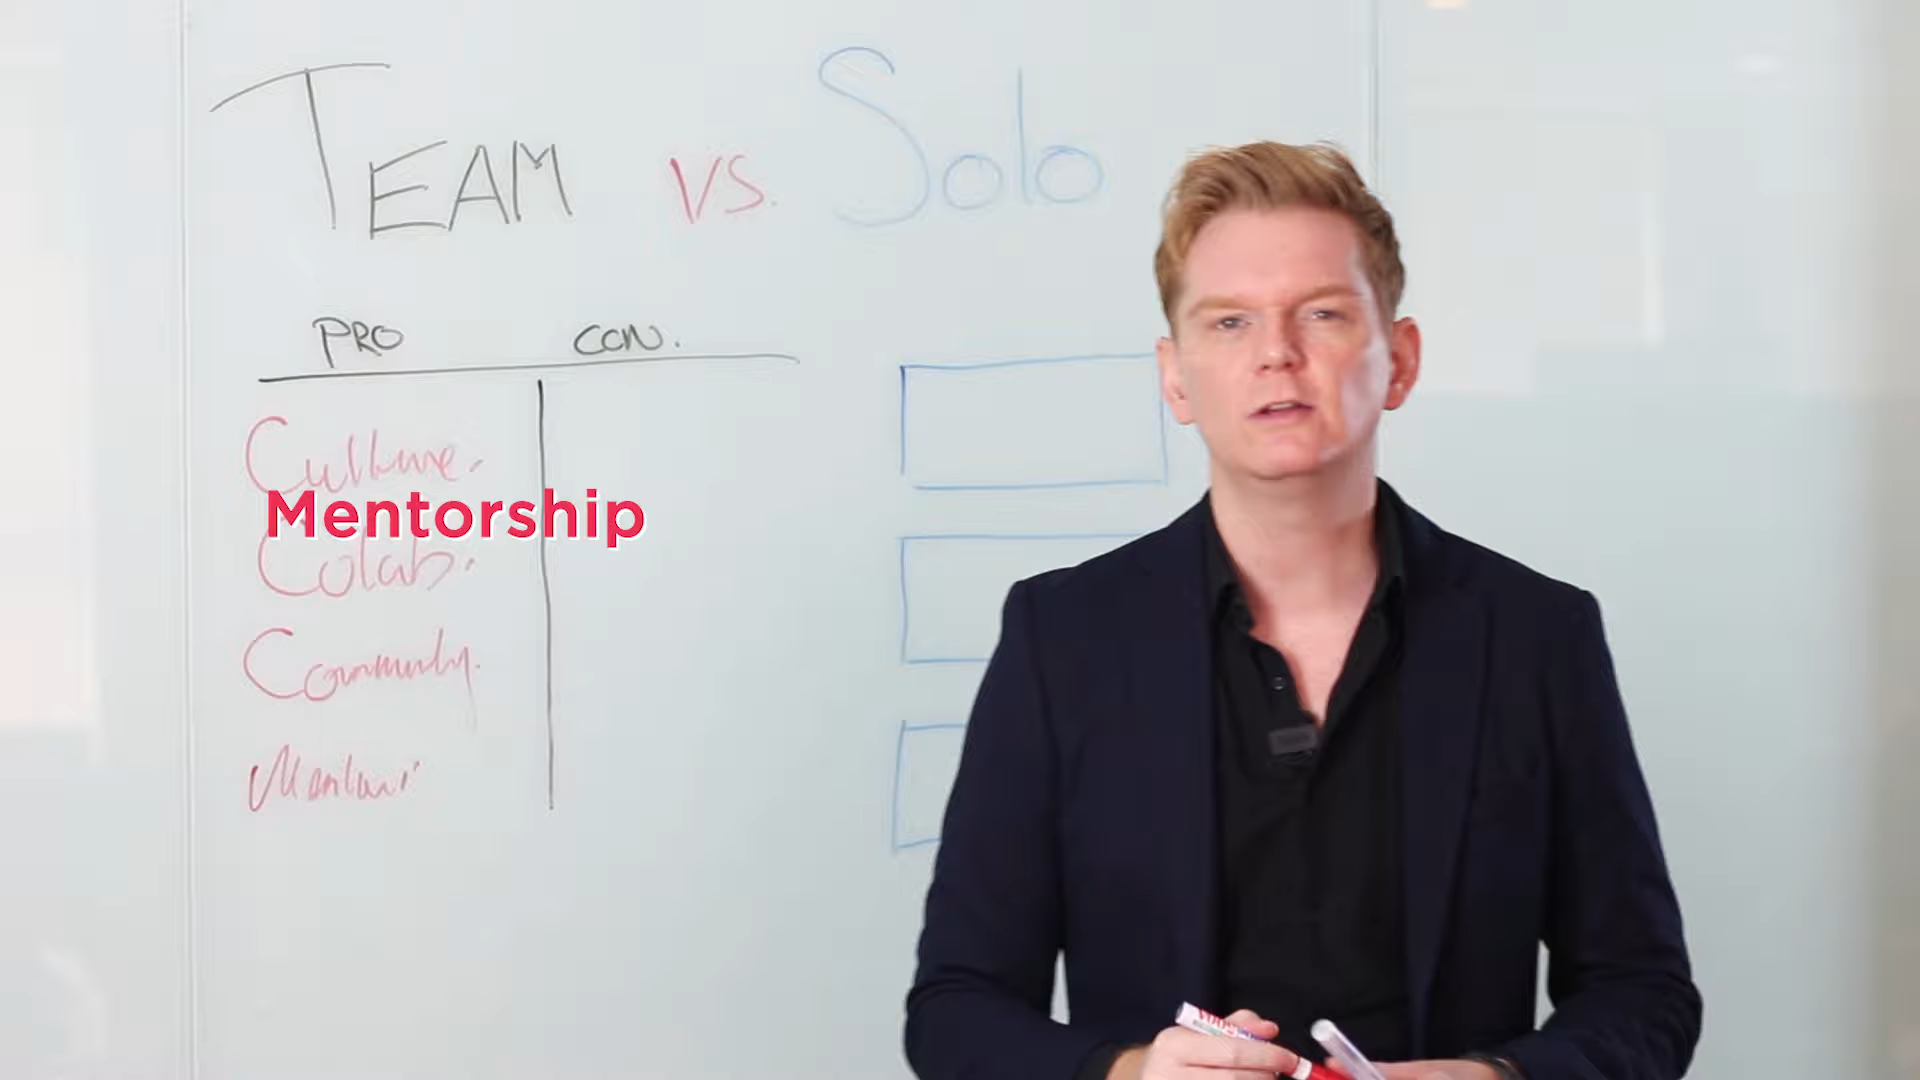 TEAM vs. Solo
PRO CON.
Culture.
Mentorship
Colab.
Community.